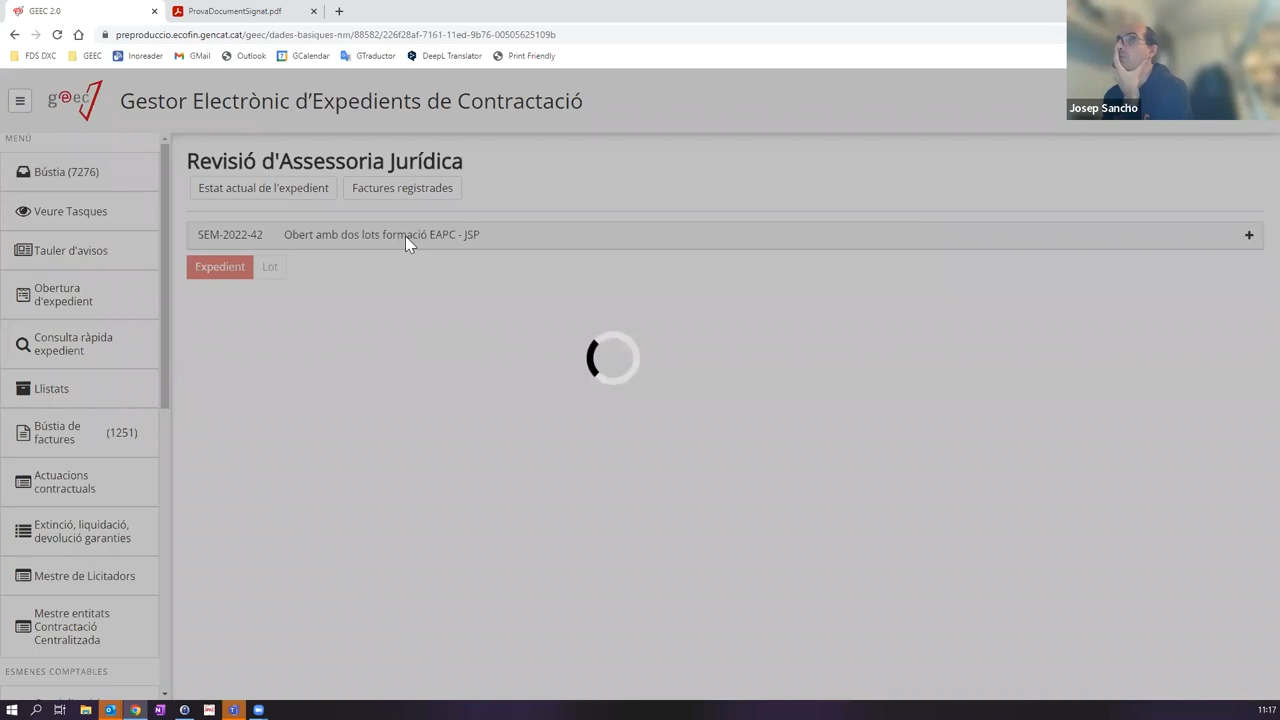 GEEC 2.0
ProvaDocumentSignat.pdf
preproduccio.ecofin.gencat.cat/geec/dades-basiques-nm/88582/226f28af-7161-11ed-9b76-00505625109b
FDS DXC
GEEC
Inoreader
GMail
Outlook
GCalendar
GTraductor
DeepL Translator
Print Friendly
Josep Sancho
geec
Gestor Electrònic d'Expedients de Contractació
MENÚ
Bústia (7276)
Veure Tasques
Tauler d'avisos
Obertura
d'expedient
Consulta ràpida
expedient
Llistats
Bústia de
factures (1251)
Actuacions
contractuals
Extinció, liquidació,
devolució garanties
Mestre de Licitadors
Mestre entitats
Contractació
Centralitzada
ESMENES COMPTABLES
Revisió d'Assessoria Jurídica
Estat actual de l'expedient
Factures registrades
SEM-2022-42 Obert amb dos lots formació EAPC - JSP
Expedient
Lot
11:17